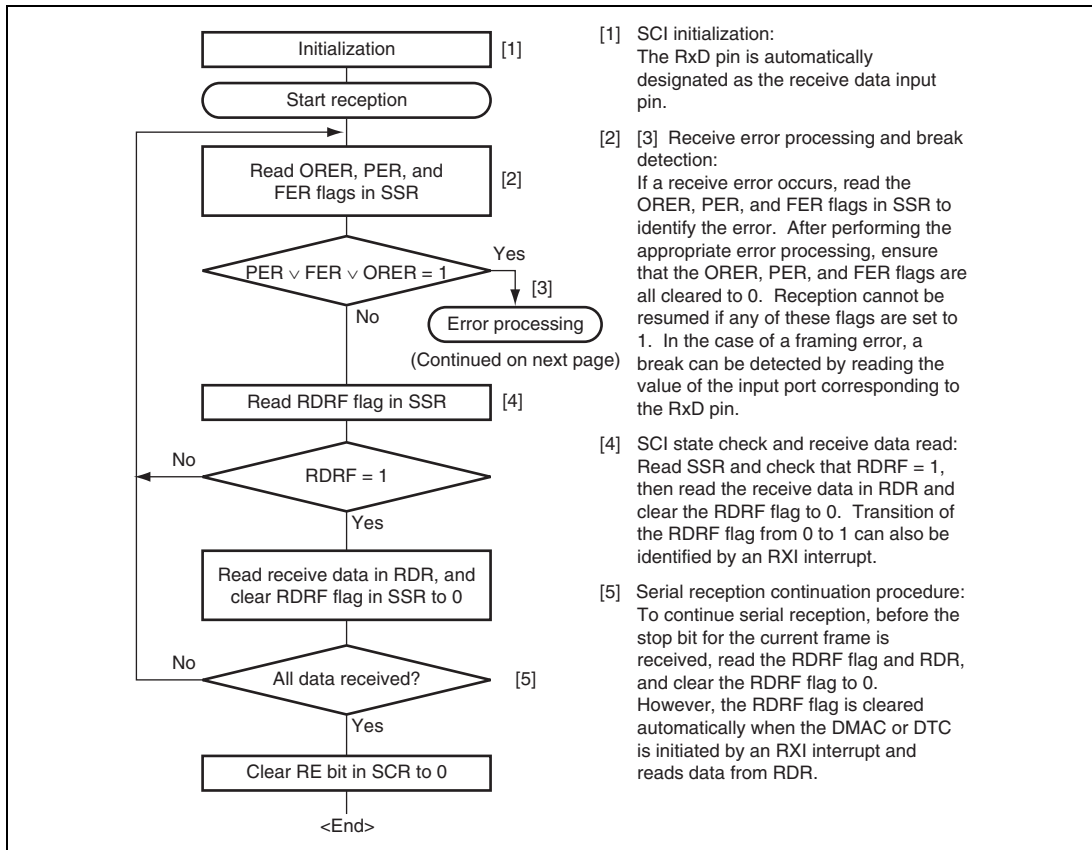 Initialization [1]
Start reception
Read ORER, PER, and
FER flags in SSR
[2]
PER ∨ FER ∨ ORER = 1
Yes
[3]
No
Error processing
(Continued on next page)
Read RDRF flag in SSR [4]
No
RDRF = 1
Yes
Read receive data in RDR, and
clear RDRF flag in SSR to 0
No
All data received? [5]
Yes
Clear RE bit in SCR to 0
<End>
[1] SCI initialization:
The RxD pin is automatically
designated as the receive data input
pin.
[2] [3] Receive error processing and break
detection:
If a receive error occurs, read the
ORER, PER, and FER flags in SSR to
identify the error. After performing the
appropriate error processing, ensure
that the ORER, PER, and FER flags are
all cleared to 0. Reception cannot be
resumed if any of these flags are set to
1. In the case of a framing error, a
break can be detected by reading the
value of the input port corresponding to
the RxD pin.
[4] SCI state check and receive data read:
Read SSR and check that RDRF = 1,
then read the receive data in RDR and
clear the RDRF flag to 0. Transition of
the RDRF flag from 0 to 1 can also be
identified by an RXI interrupt.
[5] Serial reception continuation procedure:
To continue serial reception, before the
stop bit for the current frame is
received, read the RDRF flag and RDR,
and clear the RDRF flag to 0.
However, the RDRF flag is cleared
automatically when the DMAC or DTC
is initiated by an RXI interrupt and
reads data from RDR.